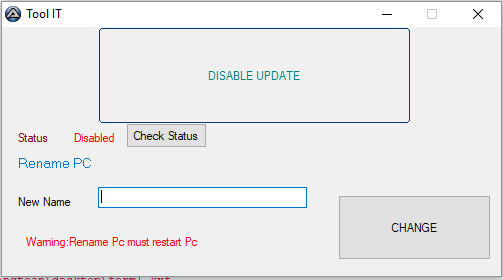 Tool IT
DISABLE UPDATE
Status Disabled Check Status
Rename PC
New Name
CHANGE
Warning:Rename Pc must restart Pc